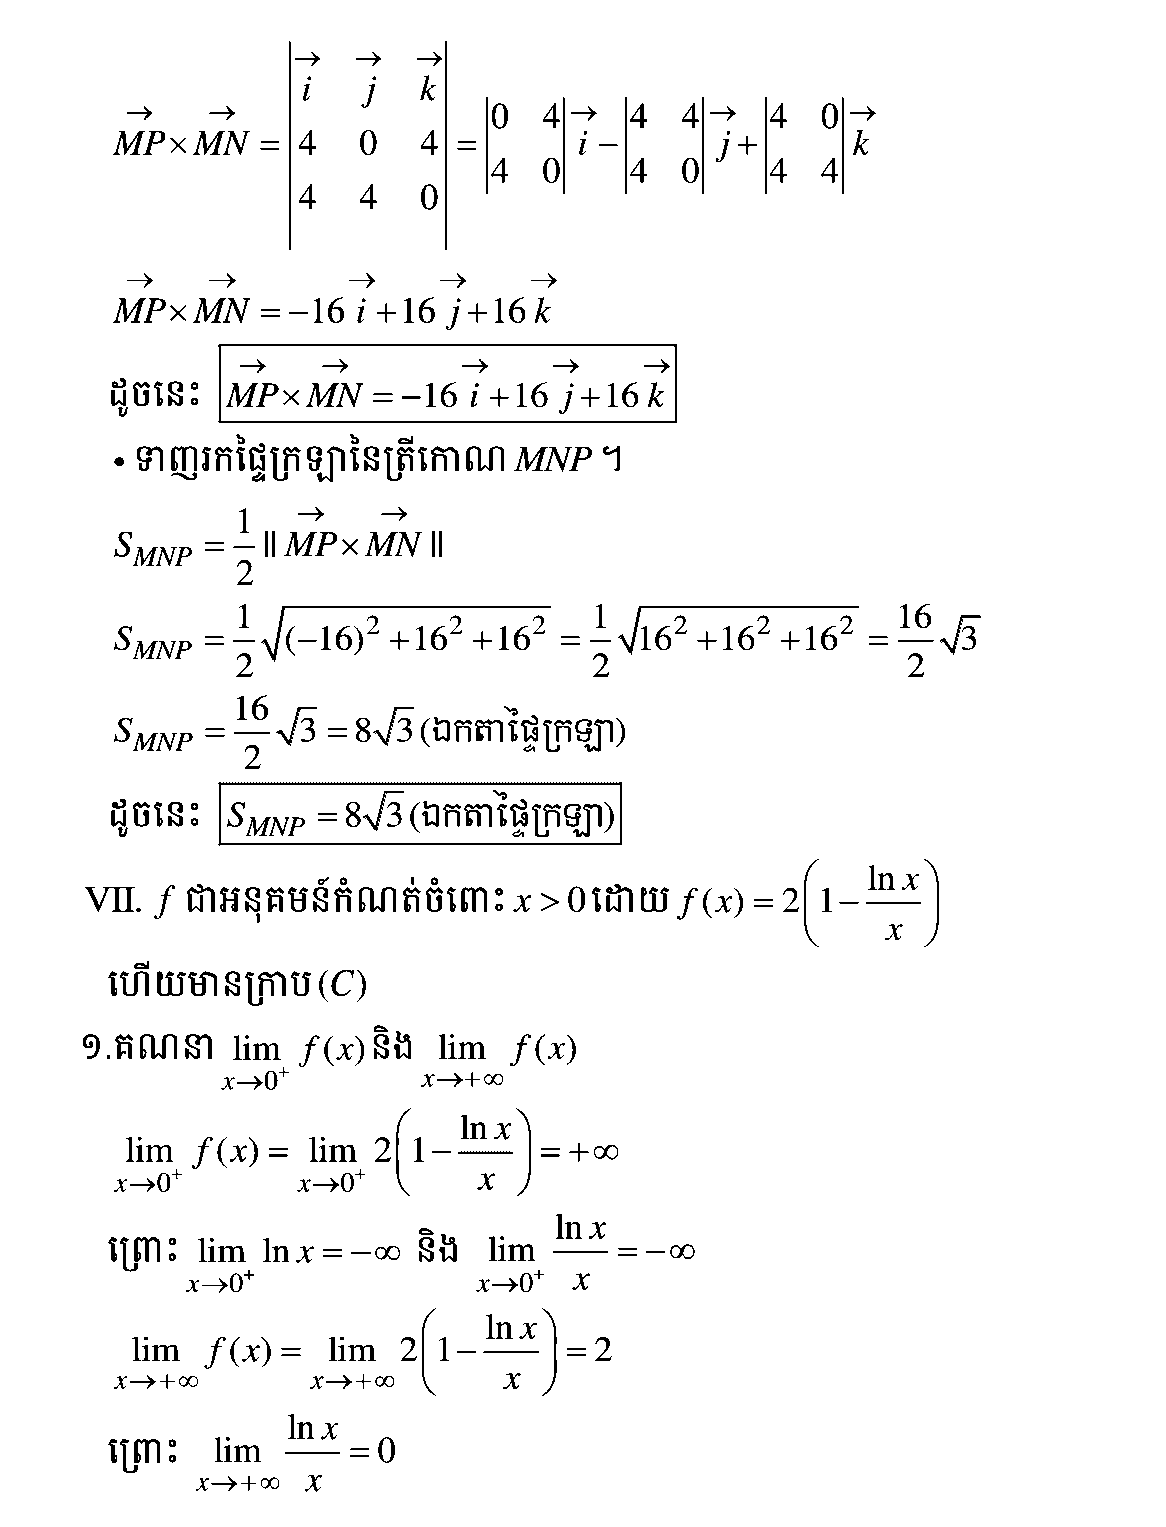 $\overrightarrow{MP}\times\overrightarrow{MN}=\begin{vmatrix}\vec{i}&\vec{j}&\vec{k}\\4&0&4\\4&4&0\end{vmatrix}=\begin{vmatrix}0&4\\4&0\end{vmatrix}\vec{i}-\begin{vmatrix}4&4\\4&0\end{vmatrix}\vec{j}+\begin{vmatrix}4&0\\4&4\end{vmatrix}\vec{k}$
$\overrightarrow{MP}\times\overrightarrow{MN}=-16\vec{i}+16\vec{j}+16\vec{k}$
ដូចនេះ $\overrightarrow{MP}\times\overrightarrow{MN}=-16\vec{i}+16\vec{j}+16\vec{k}$
• ទាញរកផ្ទៃក្រឡានៃត្រីកោណ MNP ។
$S_{MNP}=\frac{1}{2}||\overrightarrow{MP}\times\overrightarrow{MN}||$
$S_{MNP}=\frac{1}{2}\sqrt{(-16)^2+16^2+16^2}=\frac{1}{2}\sqrt{16^2+16^2+16^2}=\frac{16}{2}\sqrt{3}$
$S_{MNP}=\frac{16}{2}\sqrt{3}=8\sqrt{3}$ (ឯកតាផ្ទៃក្រឡា)
ដូចនេះ $S_{MNP}=8\sqrt{3}$ (ឯកតាផ្ទៃក្រឡា)
VII. f ជាអនុគមន៍កំណត់ចំពោះ x > 0 ដោយ $f(x)=2\left(1-\frac{\ln x}{x}\right)$
ហើយមានក្រាប (C)
១.គណនា $\lim_{x\to 0^+} f(x)$ និង $\lim_{x\to+\infty} f(x)$
$\lim_{x\to 0^+} f(x)=\lim_{x\to 0^+} 2\left(1-\frac{\ln x}{x}\right)=+\infty$
ព្រោះ $\lim_{x\to 0^+}\ln x=-\infty$ និង $\lim_{x\to 0^+}\frac{\ln x}{x}=-\infty$
$\lim_{x\to+\infty} f(x)=\lim_{x\to+\infty} 2\left(1-\frac{\ln x}{x}\right)=2$
ព្រោះ $\lim_{x\to+\infty}\frac{\ln x}{x}=0$